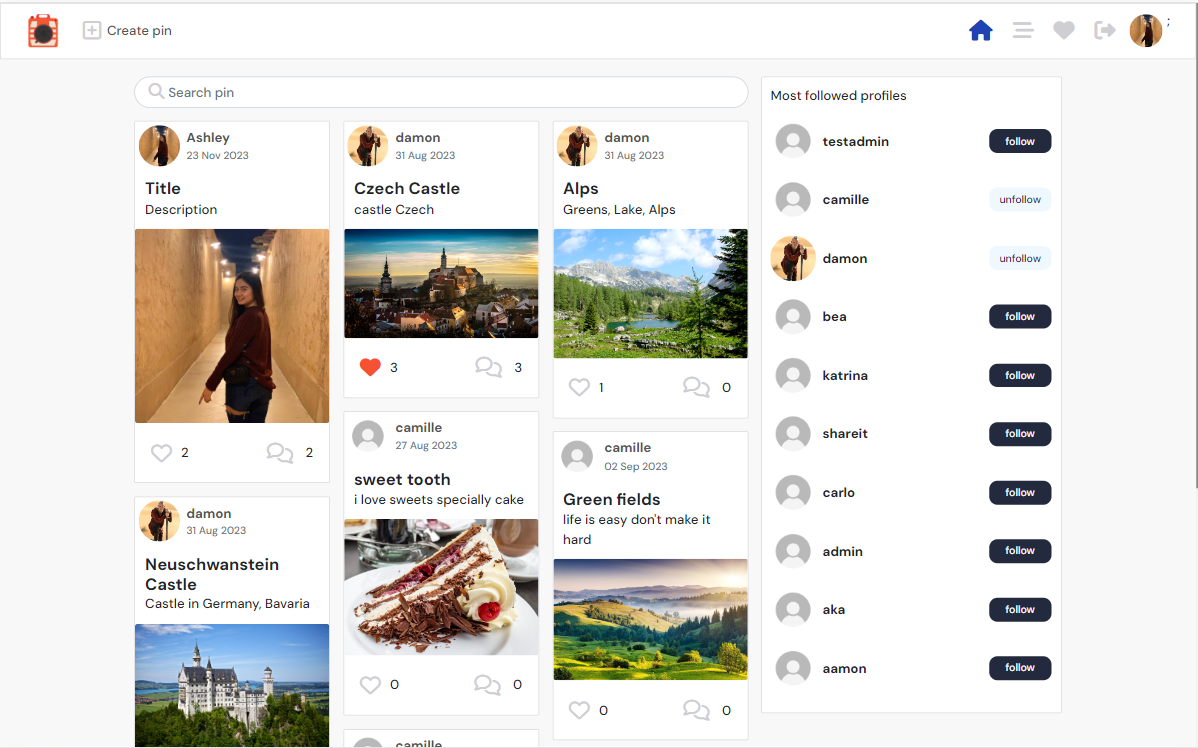 Create pin
;
Search pin
Ashley
23 Nov 2023
Title
Description
2
2
damon
31 Aug 2023
Neuschwanstein
Castle
Castle in Germany, Bavaria
damon
31 Aug 2023
Czech Castle
castle Czech
3
3
camille
27 Aug 2023
sweet tooth
i love sweets specially cake
0
0
camille
damon
31 Aug 2023
Alps
Greens, Lake, Alps
1
0
camille
02 Sep 2023
Green fields
life is easy don't make it
hard
0
0
Most followed profiles
testadmin follow
camille unfollow
damon unfollow
bea follow
katrina follow
shareit follow
carlo follow
admin follow
aka follow
aamon follow